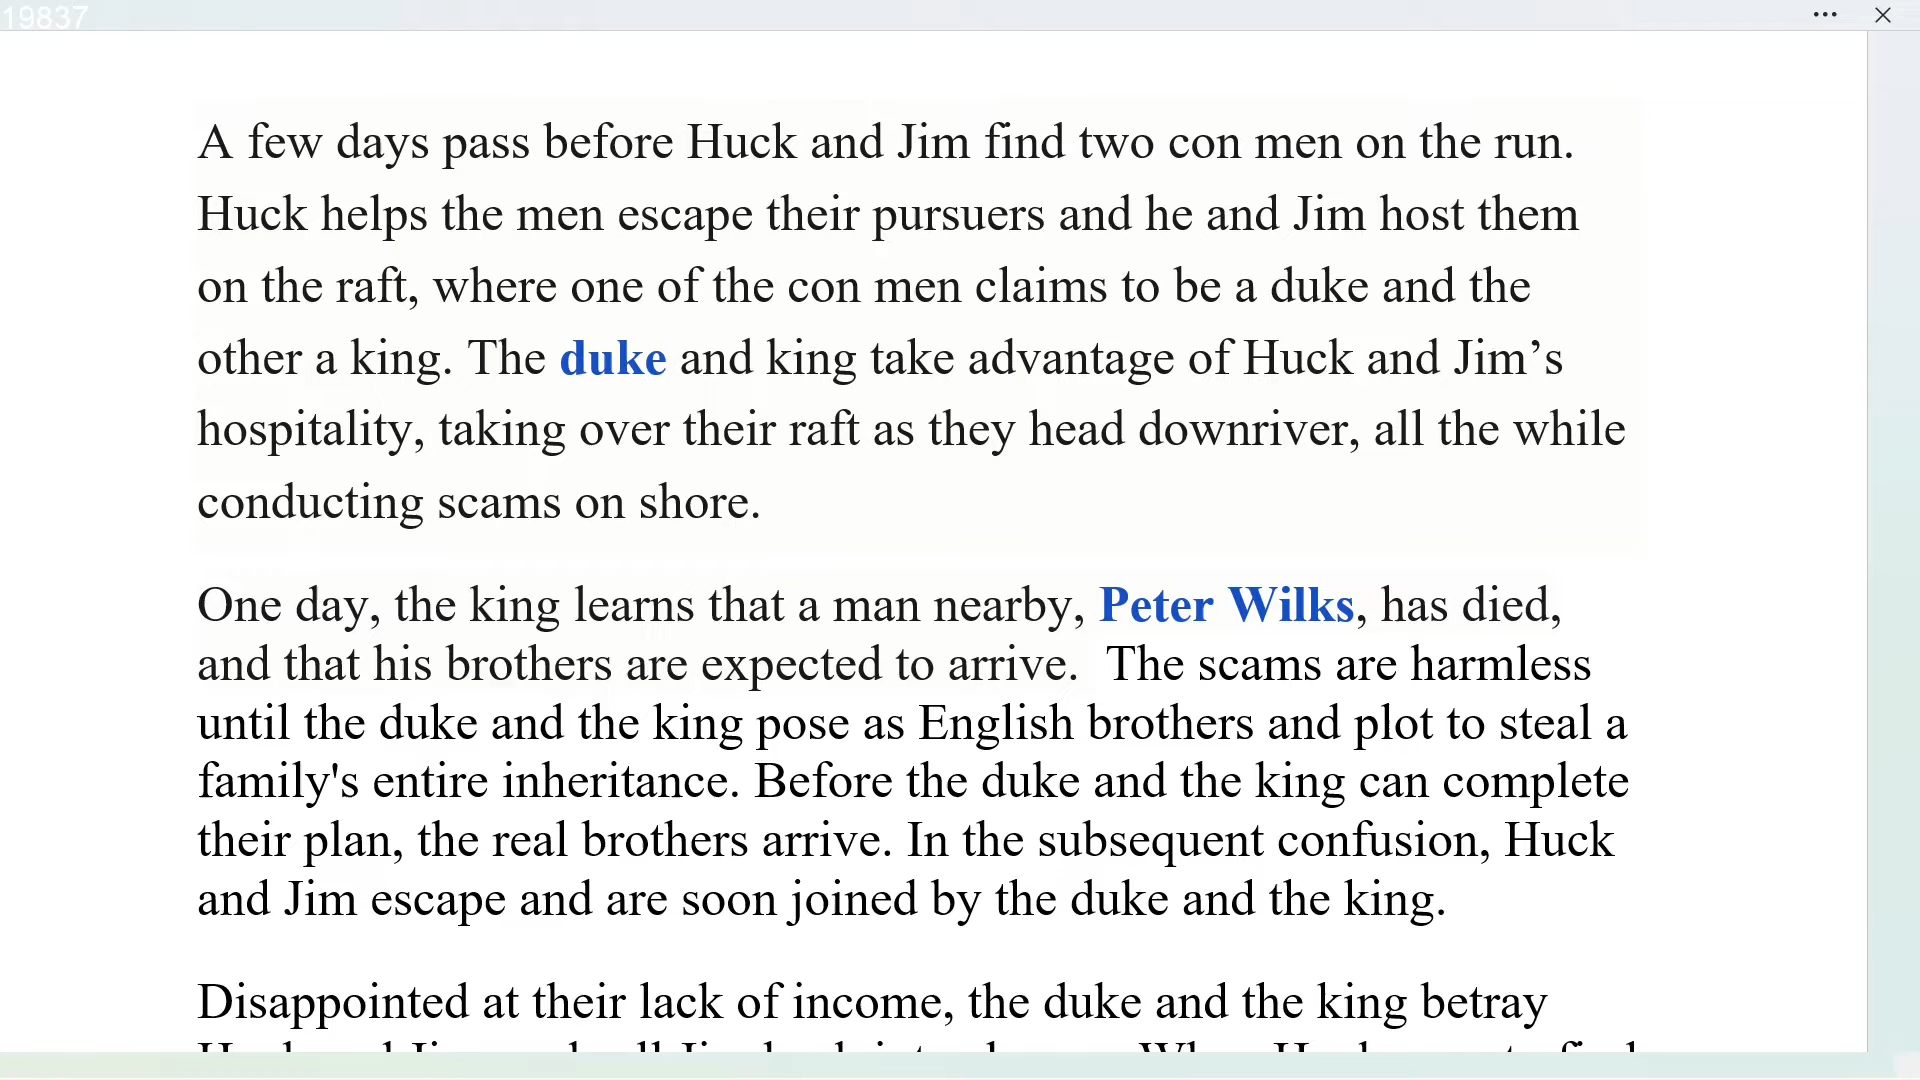 19837
A few days pass before Huck and Jim find two con men on the run.
Huck helps the men escape their pursuers and he and Jim host them
on the raft, where one of the con men claims to be a duke and the
other a king. The duke and king take advantage of Huck and Jim’s
hospitality, taking over their raft as they head downriver, all the while
conducting scams on shore.
One day, the king learns that a man nearby, Peter Wilks, has died,
and that his brothers are expected to arrive.  The scams are harmless
until the duke and the king pose as English brothers and plot to steal a
family's entire inheritance. Before the duke and the king can complete
their plan, the real brothers arrive. In the subsequent confusion, Huck
and Jim escape and are soon joined by the duke and the king.
Disappointed at their lack of income, the duke and the king betray